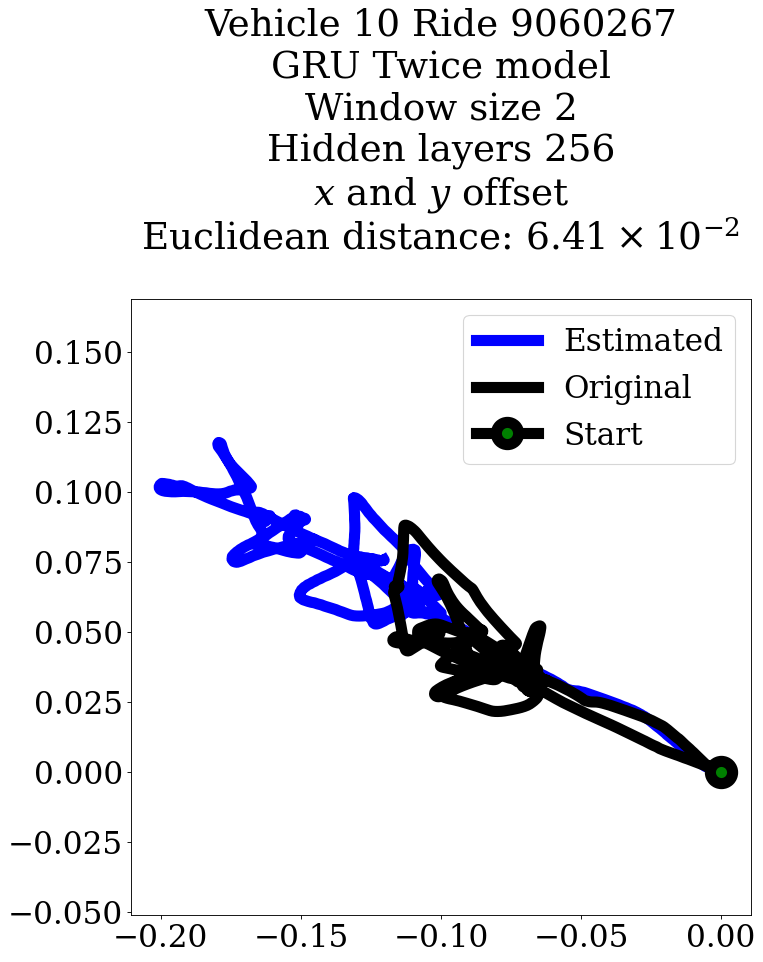 Vehicle 10 Ride 9060267
GRU Twice model
Window size 2
Hidden layers 256
x and y offset
Euclidean distance: 6.41 × 10⁻²
Estimated
Original
Start
0.150
0.125
0.100
0.075
0.050
0.025
0.000
−0.025
−0.050
−0.20 −0.15 −0.10 −0.05 0.00